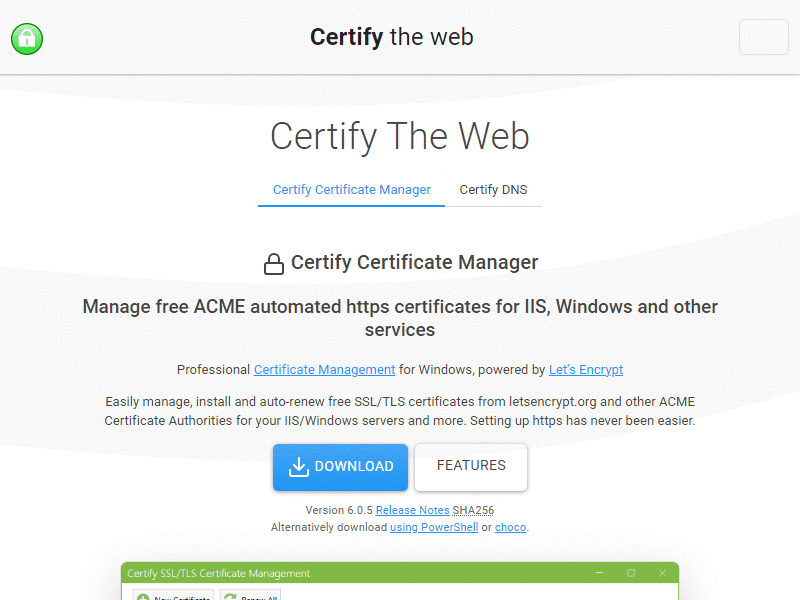 Certify the web
Certify The Web
Certify Certificate Manager
Certify DNS
Certify Certificate Manager
Manage free ACME automated https certificates for IIS, Windows and other
services
Professional Certificate Management for Windows, powered by Let's Encrypt
Easily manage, install and auto-renew free SSL/TLS certificates from letsencrypt.org and other ACME
Certificate Authorities for your IIS/Windows servers and more. Setting up https has never been easier.
DOWNLOAD
FEATURES
Version 6.0.5 Release Notes SHA256
Alternatively download using PowerShell or choco.
Certify SSL/TLS Certificate Management
New Certificate
Renew All